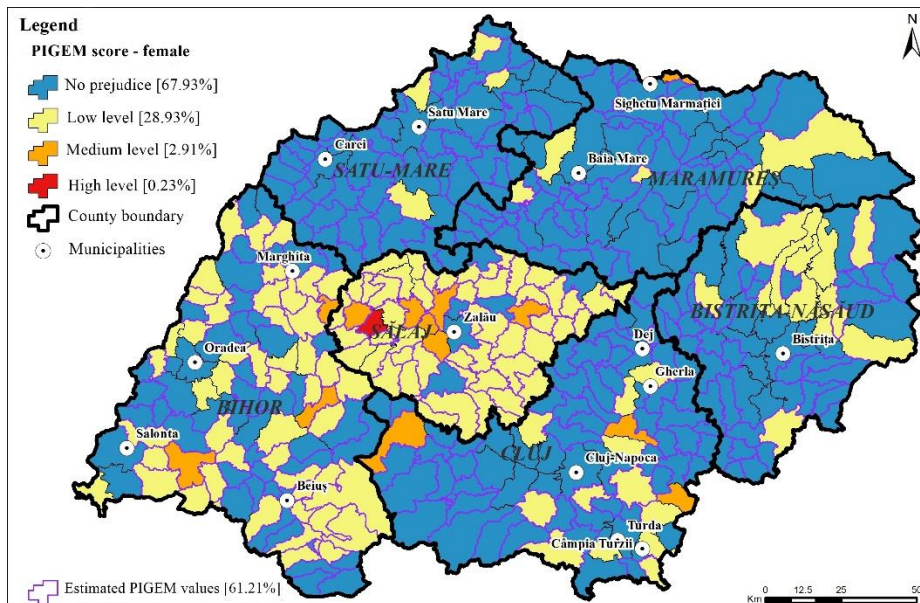 Legend
PIGEM score - female
No prejudice [67.93%]
Low level [28.93%]
Medium level [2.91%]
High level [0.23%]
County boundary
Municipalities
N
Sighetu Marmației
Satu Mare
Carei
SATU-MARE
Baia Mare
MARAMUREȘ
Marghita
SĂLAJ
Zalău
BISTRIȚA-NĂSĂUD
Bistrița
Oradea
Dej
Gherla
BIHOR
Salonta
CLUJ
Cluj-Napoca
Beiuș
Turda
Câmpia Turzii
Estimated PIGEM values [61.21%]
0 12.5 25 50
Km